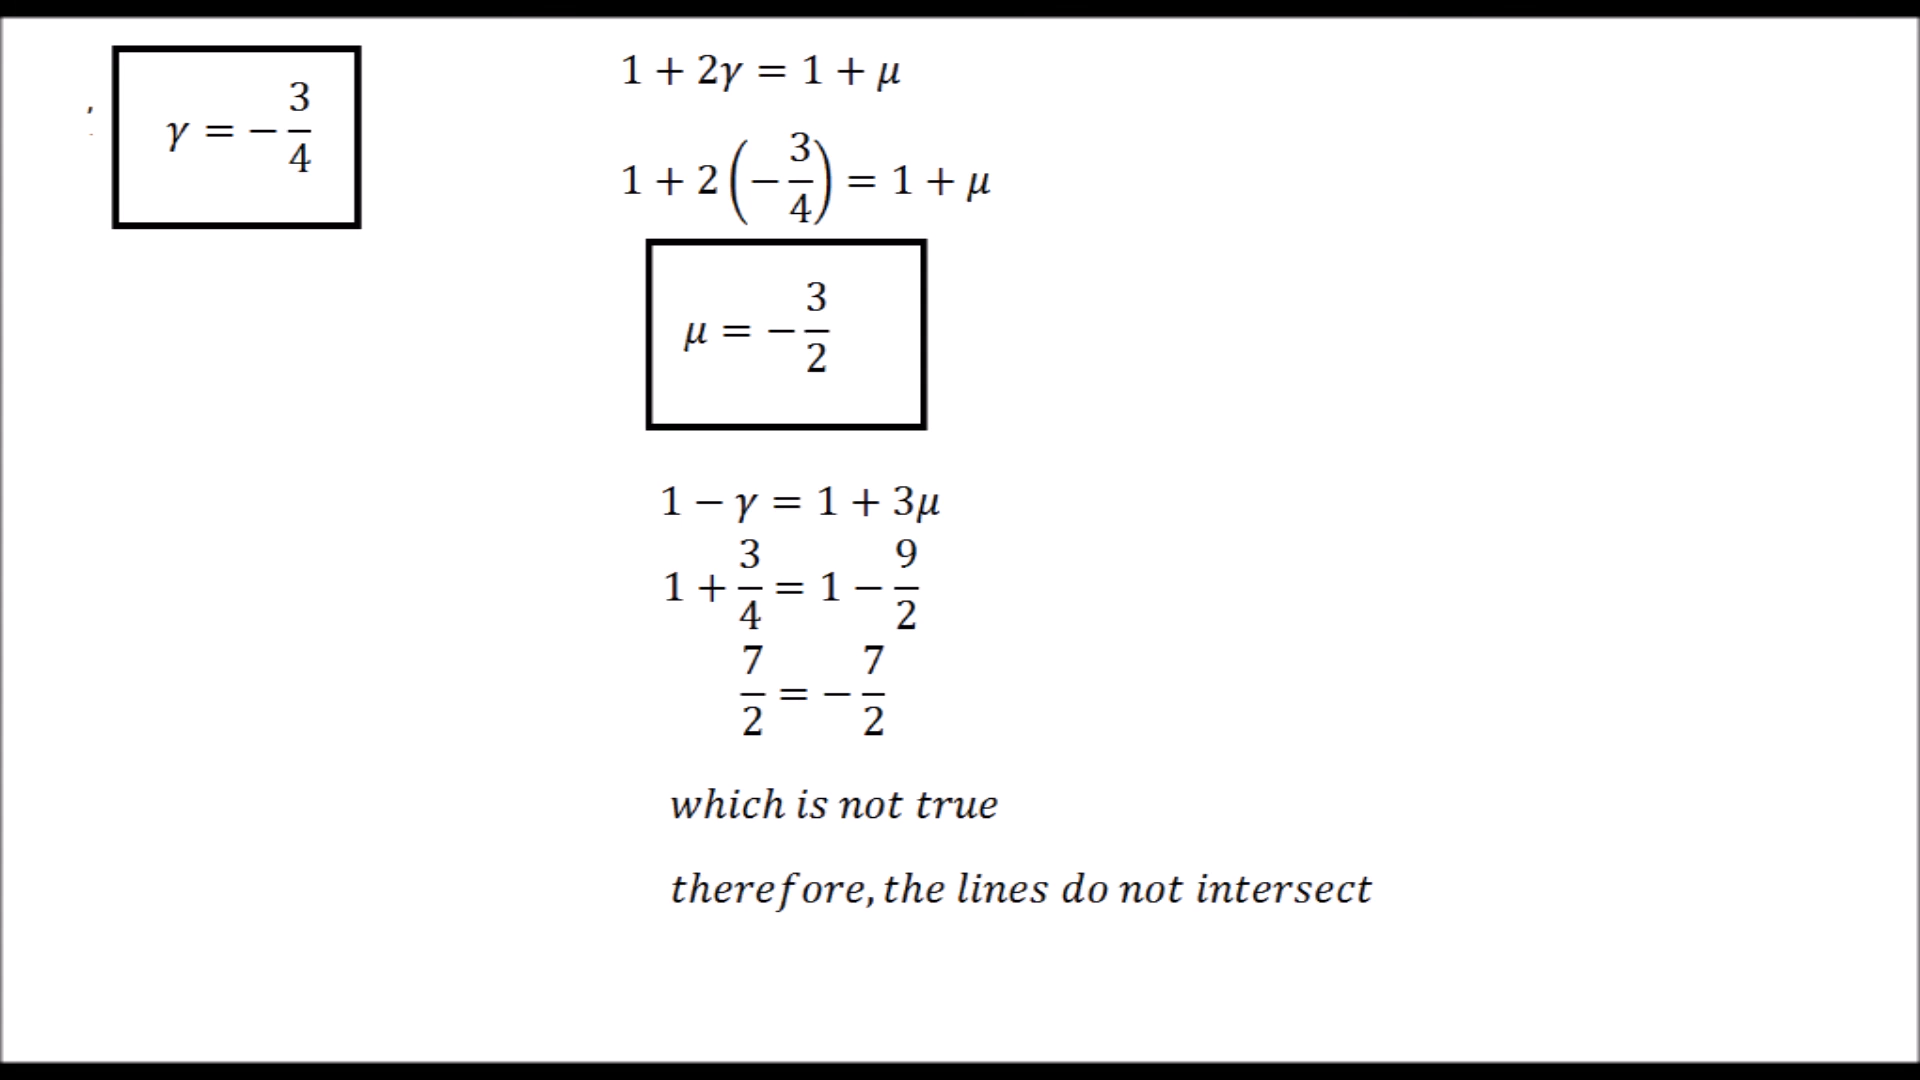 γ = −3/4
1 + 2γ = 1 + μ
1 + 2(−3/4) = 1 + μ
μ = −3/2
1 − γ = 1 + 3μ
1 + 3/4 = 1 − 9/2
7/2 = −7/2
which is not true
therefore, the lines do not intersect